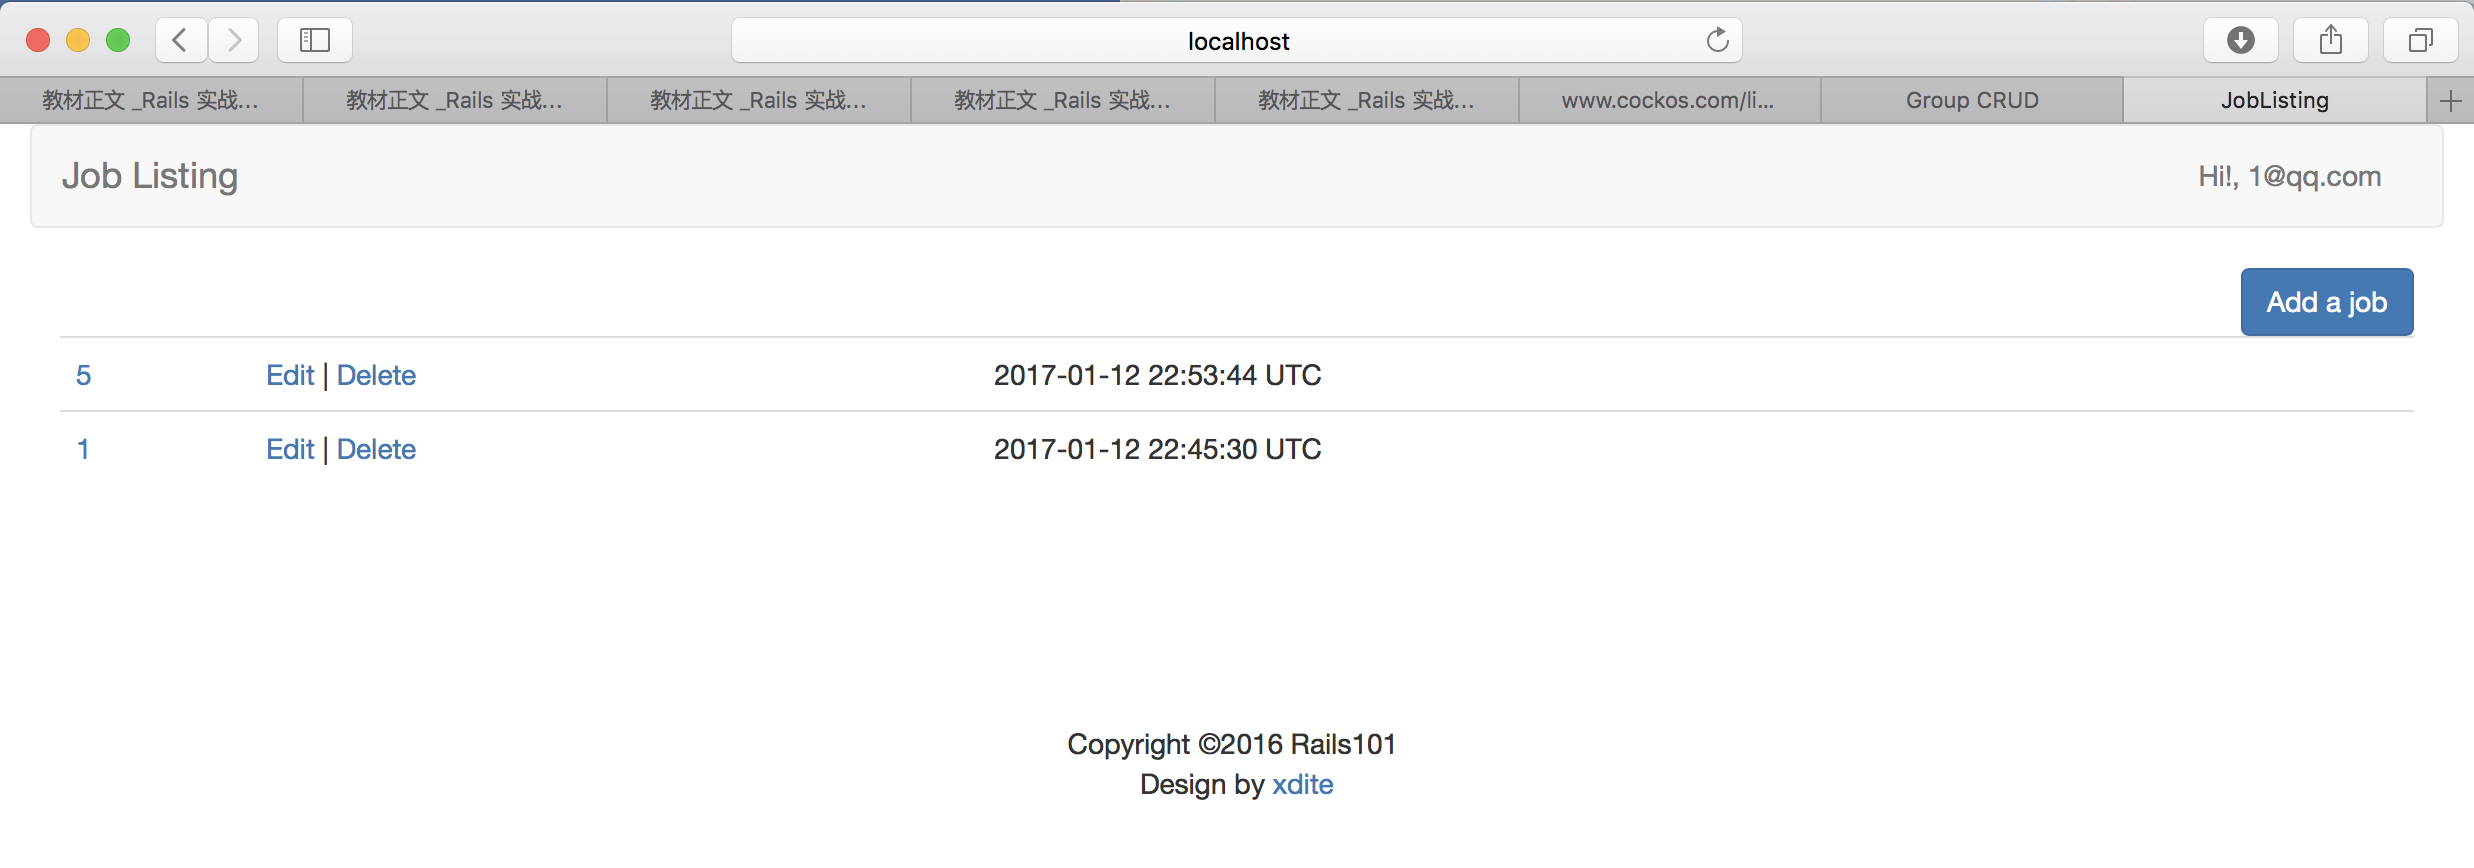 localhost
教材正文 _Rails 实战... 教材正文 _Rails 实战... 教材正文 _Rails 实战... 教材正文 _Rails 实战... 教材正文 _Rails 实战... www.cockos.com/li... Group CRUD JobListing
Job Listing Hi!, 1@qq.com
Add a job
5 Edit | Delete 2017-01-12 22:53:44 UTC
1 Edit | Delete 2017-01-12 22:45:30 UTC
Copyright ©2016 Rails101
Design by xdite